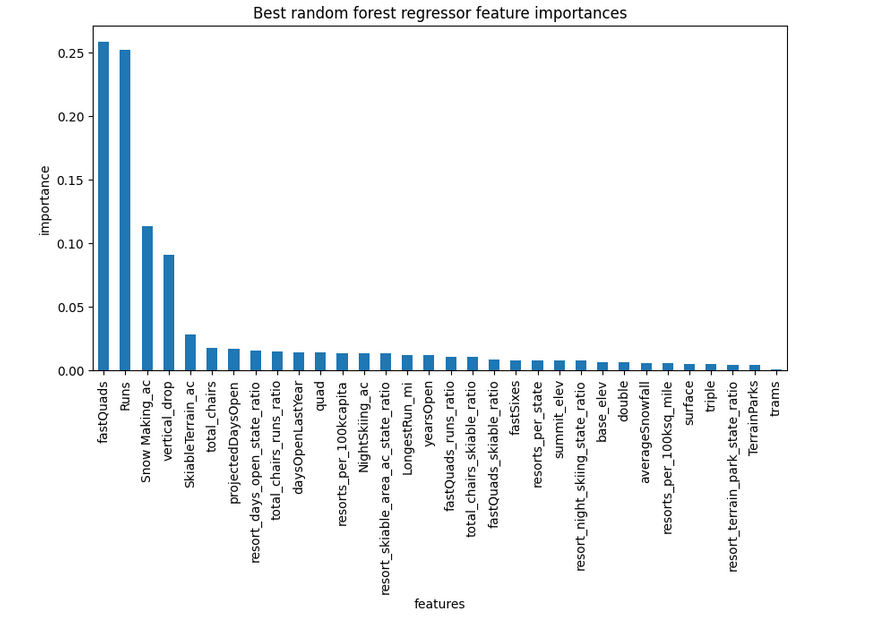 Best random forest regressor feature importances
0.25
0.20
0.15
0.10
0.05
0.00
importance
fastQuads
Runs
Snow Making_ac
vertical_drop
SkiableTerrain_ac
total_chairs
projectedDaysOpen
resort_days_open_state_ratio
total_chairs_runs_ratio
daysOpenLastYear
quad
resorts_per_100kcapita
NightSkiing_ac
resort_skiable_area_ac_state_ratio
LongestRun_mi
yearsOpen
fastQuads_runs_ratio
total_chairs_skiable_ratio
fastQuads_skiable_ratio
fastSixes
resorts_per_state
summit_elev
resort_night_skiing_state_ratio
base_elev
double
averageSnowfall
resorts_per_100ksq_mile
surface
triple
resort_terrain_park_state_ratio
TerrainParks
trams
features